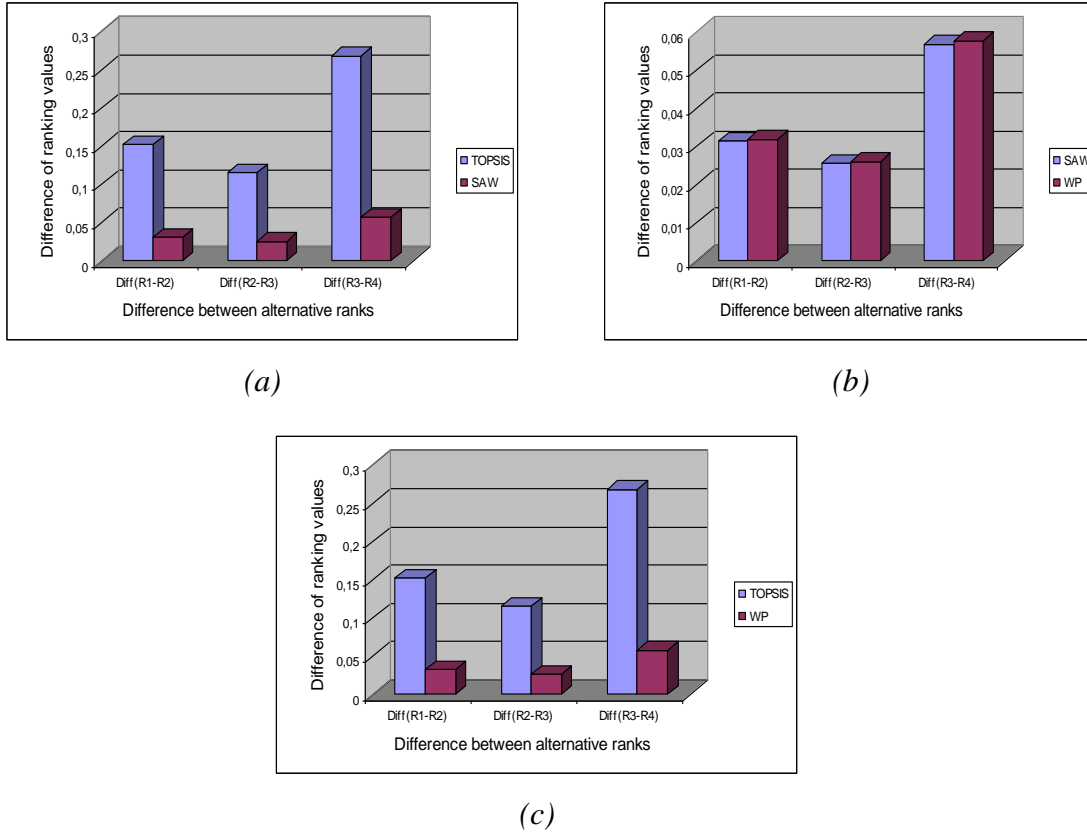 Difference of ranking values
0,3
0,25
0,2
0,15
0,1
0,05
0
Diff(R1-R2)
Diff(R2-R3)
Diff(R3-R4)
Difference between alternative ranks
TOPSIS
SAW
(a)
Difference of ranking values
0,06
0,05
0,04
0,03
0,02
0,01
0
Diff(R1-R2)
Diff(R2-R3)
Diff(R3-R4)
Difference between alternative ranks
SAW
WP
(b)
Difference of ranking values
0,3
0,25
0,2
0,15
0,1
0,05
0
Diff(R1-R2)
Diff(R2-R3)
Diff(R3-R4)
Difference between alternative ranks
TOPSIS
WP
(c)